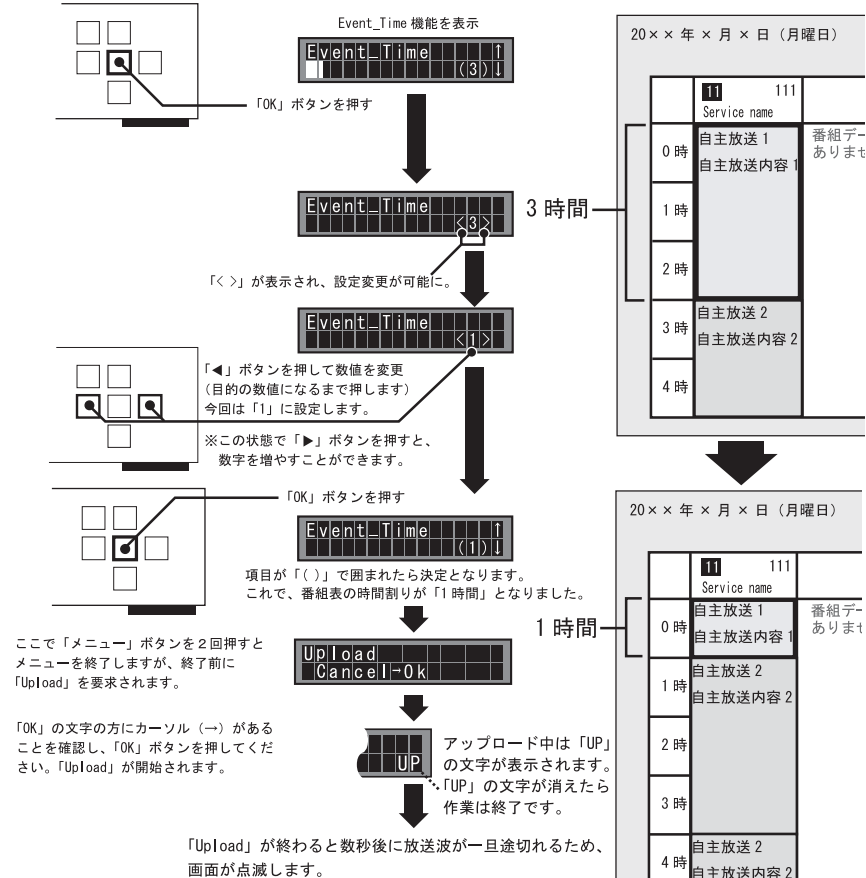 Event_Time 機能を表示
Event_Time ↑
(3)↓
「OK」ボタンを押す
Event_Time
<3>
「< >」が表示され、設定変更が可能に。
Event_Time
<1>
「◀」ボタンを押して数値を変更
(目的の数値になるまで押します)
今回は「1」に設定します。
※この状態で「▶」ボタンを押すと、
数字を増やすことができます。
「OK」ボタンを押す
Event_Time ↑
(1)↓
項目が「( )」で囲まれたら決定となります。
これで、番組表の時間割りが「1時間」となりました。
ここで「メニュー」ボタンを2回押すと
メニューを終了しますが、終了前に
「Upload」を要求されます。
「OK」の文字の方にカーソル（→）がある
ことを確認し、「OK」ボタンを押してくだ
さい。「Upload」が開始されます。
Upload
Cancel→Ok
UP
アップロード中は「UP」
の文字が表示されます。
「UP」の文字が消えたら
作業は終了です。
「Upload」が終わると数秒後に放送波が一旦途切れるため、
画面が点滅します。
20×× 年 × 月 × 日（月曜日）
11 111
Service name
3時間
0時
自主放送1
自主放送内容1
番組デー
ありませ
1時
2時
3時
自主放送2
自主放送内容2
4時
20×× 年 × 月 × 日（月曜日）
11 111
Service name
1時間
0時
自主放送1
自主放送内容1
番組デー
ありませ
1時
自主放送2
自主放送内容2
2時
3時
4時
自主放送2
自主放送内容2